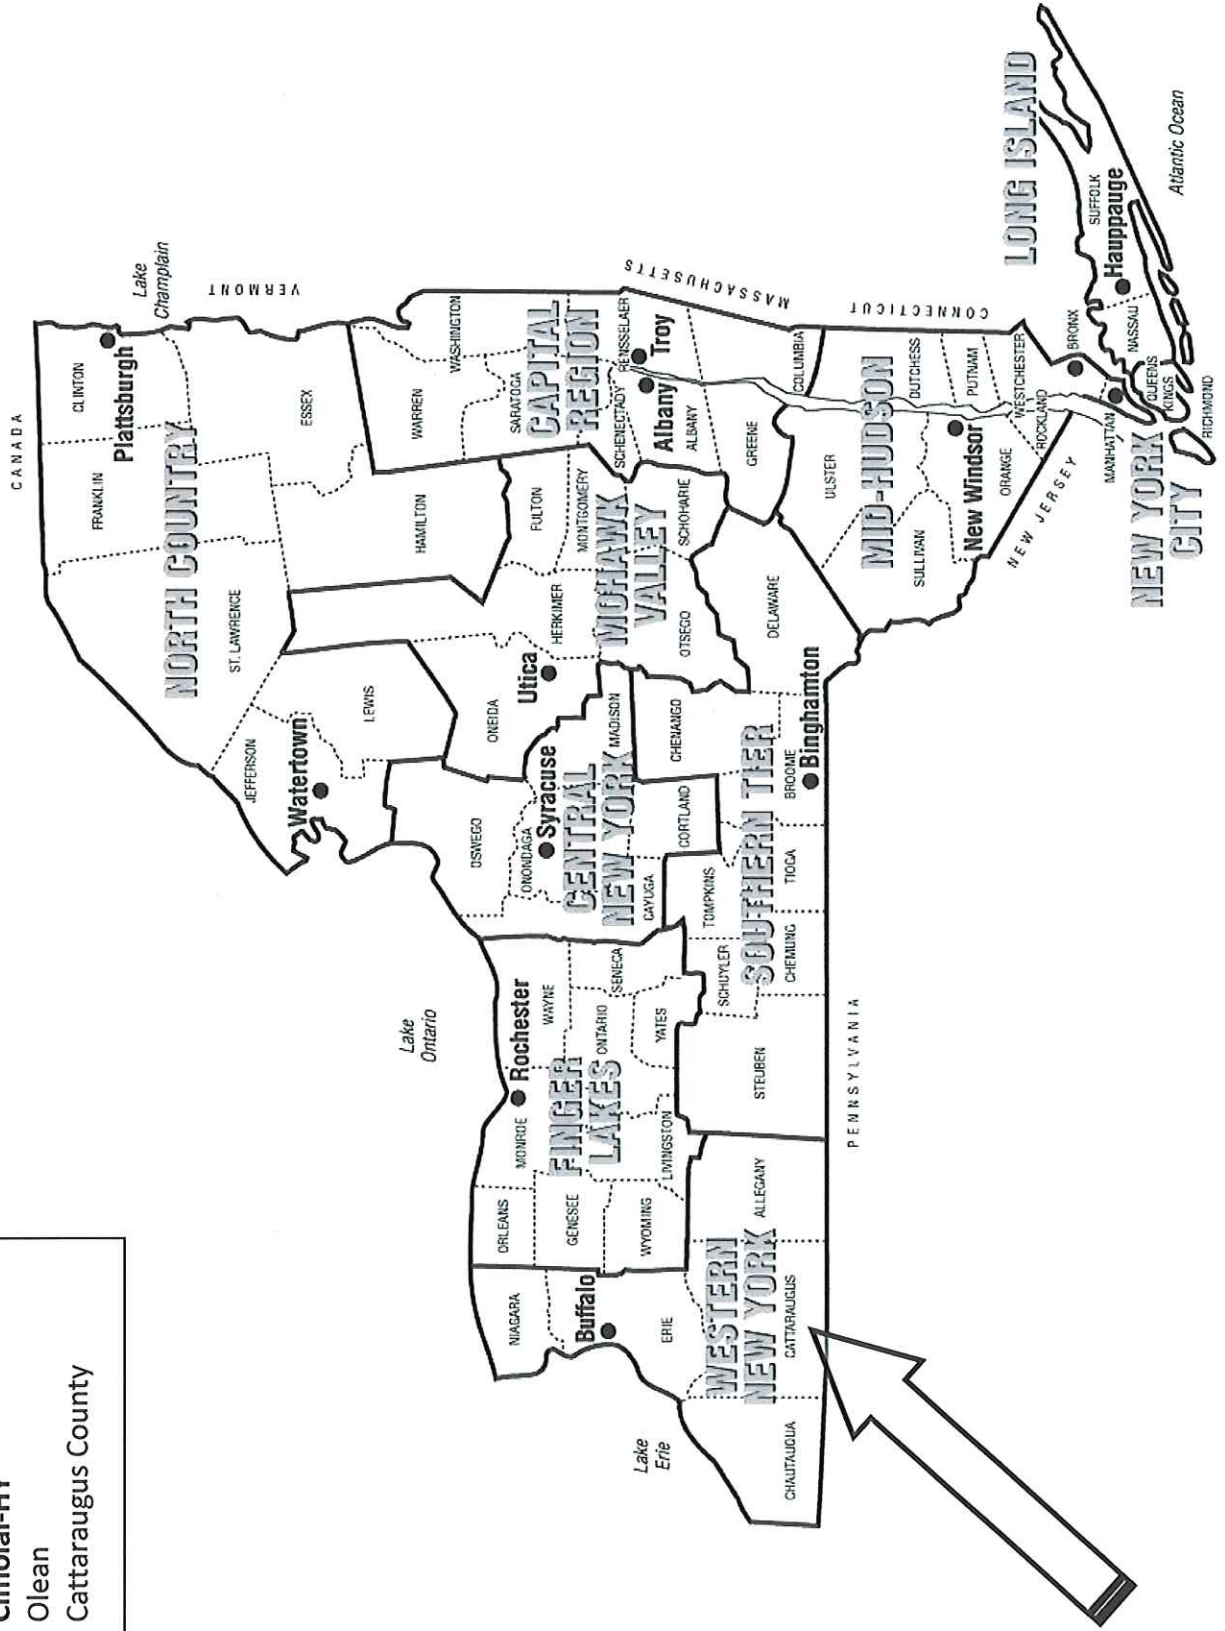 Cimolai-HY
Olean
Cattaraugus County
CANADA
Lake
Champlain
VERMONT
MASSACHUSETTS
CONNECTICUT
NEW JERSEY
PENNSYLVANIA
Lake
Ontario
Lake
Erie
Atlantic Ocean
NORTH COUNTRY
CLINTON
Plattsburgh
FRANKLIN
ESSEX
ST. LAWRENCE
HAMILTON
JEFFERSON
Watertown
LEWIS
CAPITAL
REGION
WARREN
WASHINGTON
SARATOGA
SCHENECTADY
RENSSELAER
Troy
Albany
ALBANY
GREENE
COLUMBIA
MOHAWK
VALLEY
FULTON
MONTGOMERY
SCHOHARIE
HERKIMER
OTSEGO
Utica
ONEIDA
CENTRAL
NEW YORK
OSWEGO
ONONDAGA
Syracuse
MADISON
CAYUGA
CORTLAND
FINGER
LAKES
Rochester
MONROE
WAYNE
SENECA
ONTARIO
YATES
LIVINGSTON
ORLEANS
GENESEE
WYOMING
WESTERN
NEW YORK
NIAGARA
Buffalo
ERIE
CHAUTAUQUA
CATTARAUGUS
ALLEGANY
SOUTHERN TIER
STEUBEN
SCHUYLER
CHEMUNG
TOMPKINS
TIOGA
BROOME
Binghamton
CHENANGO
DELAWARE
MID-HUDSON
ULSTER
SULLIVAN
DUTCHESS
PUTNAM
New Windsor
ORANGE
WESTCHESTER
ROCKLAND
NEW YORK
CITY
MANHATTAN
BRONX
QUEENS
KINGS
RICHMOND
LONG ISLAND
NASSAU
SUFFOLK
Hauppauge